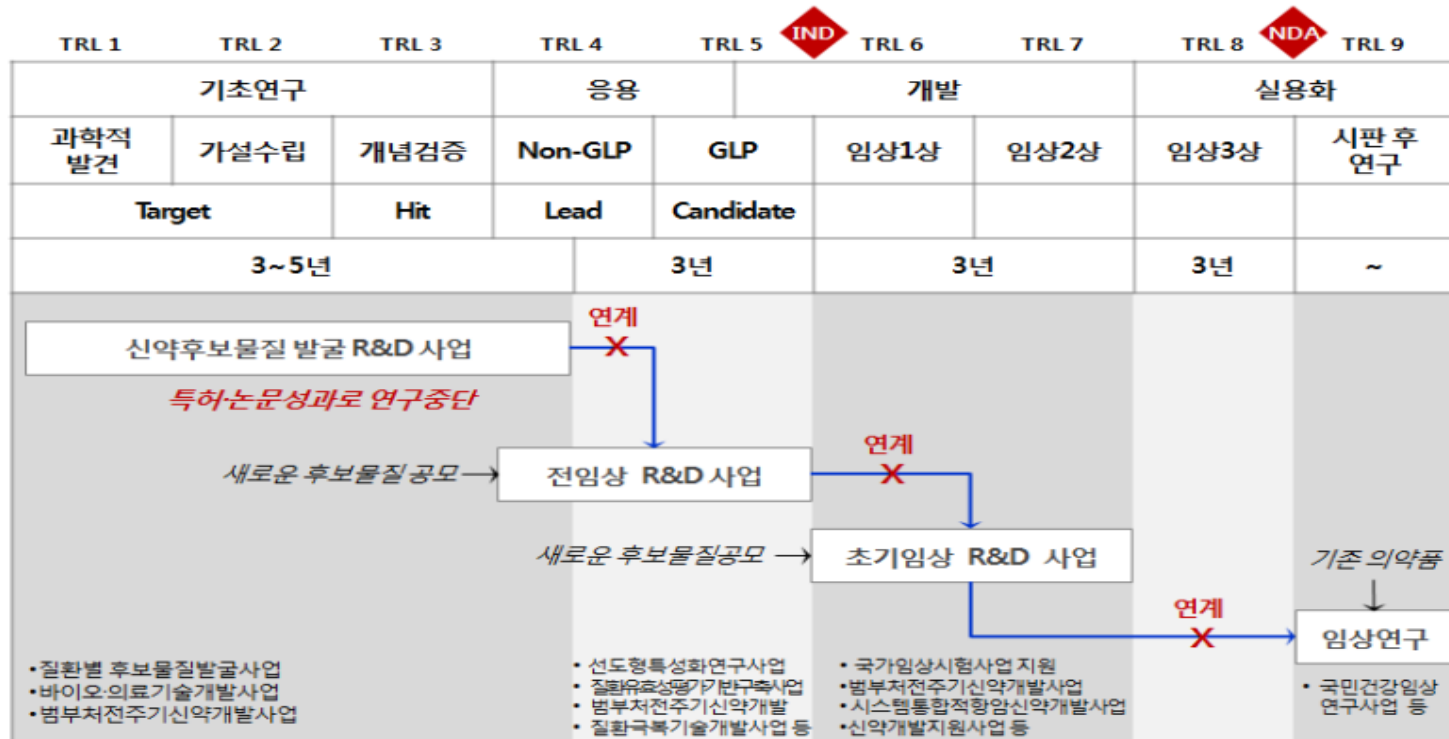 TRL 1 TRL 2 TRL 3 TRL 4 TRL 5 IND TRL 6 TRL 7 TRL 8 NDA TRL 9
기초연구 응용 개발 실용화
과학적 발견 가설수립 개념검증 Non-GLP GLP 임상1상 임상2상 임상3상 시판 후 연구
Target Hit Lead Candidate
3~5년 3년 3년 3년 ~
연계
X
신약후보물질 발굴 R&D 사업
특허·논문성과로 연구중단
연계
X
새로운 후보물질 공모
전임상 R&D 사업
새로운 후보물질공모
초기임상 R&D 사업
기존 의약품
연계
X
임상연구
•질환별 후보물질발굴사업
•바이오·의료기술개발사업
•범부처전주기신약개발사업
• 선도형특성화연구사업
• 질환유효성평가기반구축사업
• 범부처전주기신약개발
• 질환극복기술개발사업 등
• 국가임상시험사업 지원
•범부처전주기신약개발사업
•시스템통합적항암신약개발사업
•신약개발지원사업 등
• 국민건강임상
연구사업 등